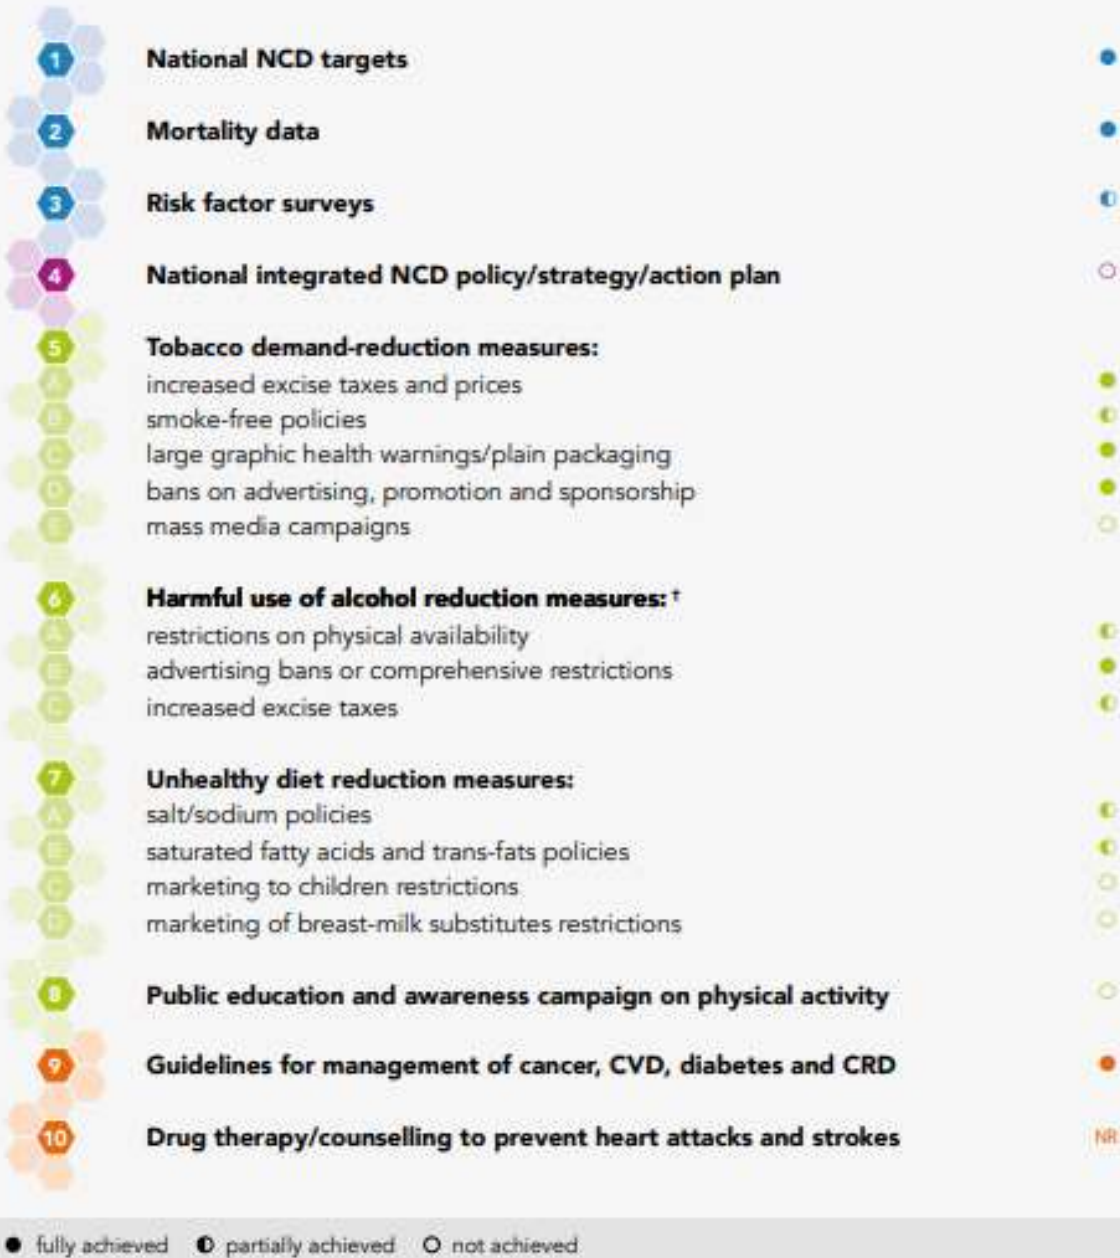 1 National NCD targets ●
2 Mortality data ●
3 Risk factor surveys ◐
4 National integrated NCD policy/strategy/action plan ○
5 Tobacco demand-reduction measures:
A increased excise taxes and prices ●
B smoke-free policies ◐
C large graphic health warnings/plain packaging ●
D bans on advertising, promotion and sponsorship ●
E mass media campaigns ○
6 Harmful use of alcohol reduction measures: †
A restrictions on physical availability ◐
B advertising bans or comprehensive restrictions ●
C increased excise taxes ◐
7 Unhealthy diet reduction measures:
A salt/sodium policies ◐
B saturated fatty acids and trans-fats policies ◐
C marketing to children restrictions ○
D marketing of breast-milk substitutes restrictions ○
8 Public education and awareness campaign on physical activity ○
9 Guidelines for management of cancer, CVD, diabetes and CRD ●
10 Drug therapy/counselling to prevent heart attacks and strokes NR
● fully achieved ◐ partially achieved ○ not achieved